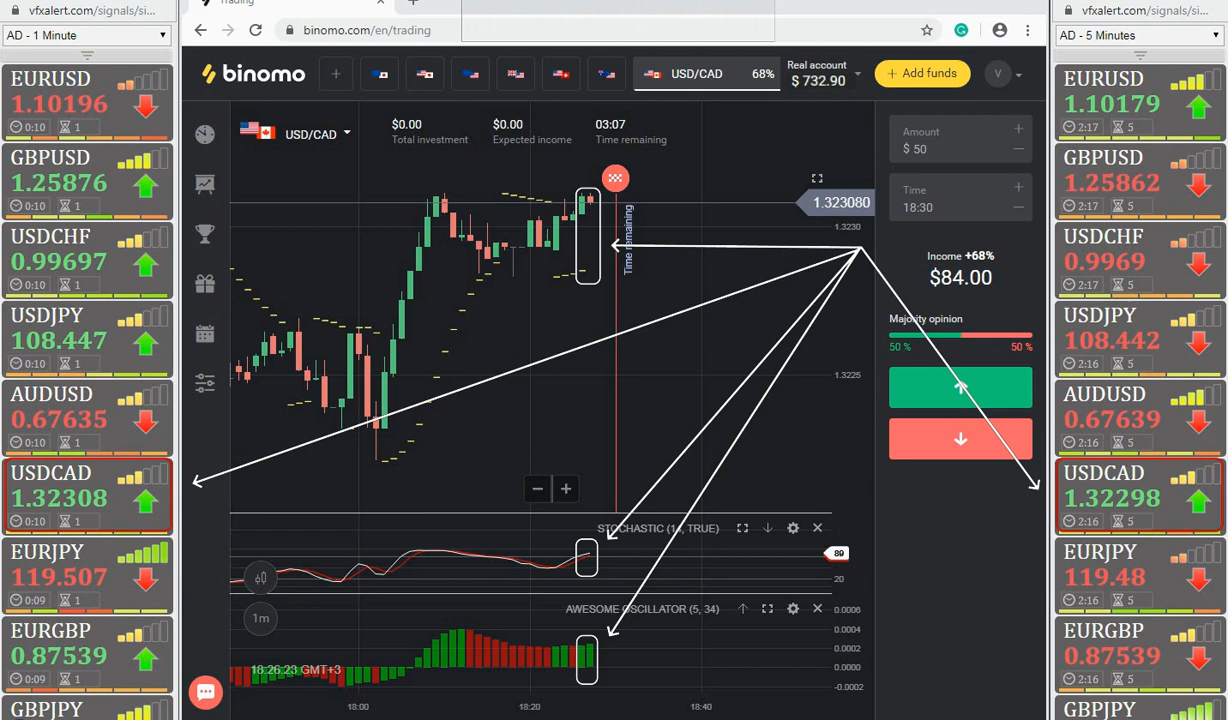 vfxalert.com/signals/si...
AD - 1 Minute
EURUSD
1.10196
0:10 1
GBPUSD
1.25876
0:10 1
USDCHF
0.99697
0:10 1
USDJPY
108.447
0:10 1
AUDUSD
0.67635
0:10 1
USDCAD
1.32308
0:10 1
EURJPY
119.507
0:09 1
EURGBP
0.87539
0:09 1
GBPJPY
Trading
binomo.com/en/trading
binomo
USD/CAD 68%
Real account
$ 732.90
+ Add funds
V
USD/CAD
$0.00
Total investment
$0.00
Expected income
03:07
Time remaining
Time remaining
1.323080
1.3230
1.3225
Amount
$ 50
Time
18:30
Income +68%
$84.00
Majority opinion
50 % 50 %
STOCHASTIC (14, TRUE)
89
20
AWESOME OSCILLATOR (5, 34)
1m
0.0006
0.0004
0.0002
0.0000
-0.0002
18:26:23 GMT+3
18:00 18:20 18:40
vfxalert.com/signals/si...
AD - 5 Minutes
EURUSD
1.10179
2:17 5
GBPUSD
1.25862
2:17 5
USDCHF
0.9969
2:17 5
USDJPY
108.442
2:16 5
AUDUSD
0.67639
2:16 5
USDCAD
1.32298
2:16 5
EURJPY
119.48
2:16 5
EURGBP
0.87539
2:16 5
GBPJPY